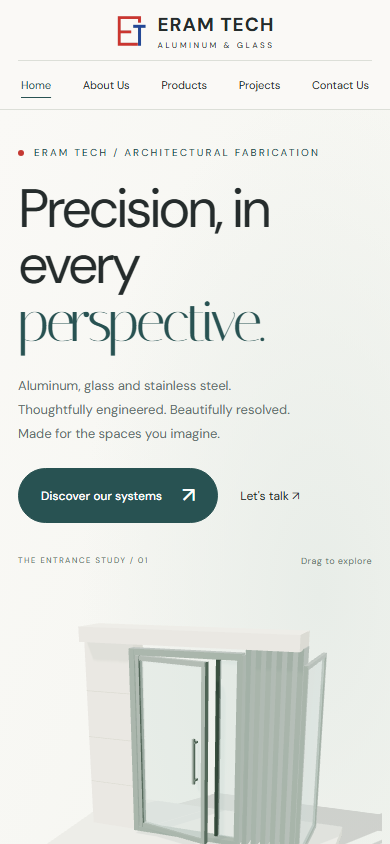 ET
ERAM TECH
ALUMINUM & GLASS
Home About Us Products Projects Contact Us
ERAM TECH / ARCHITECTURAL FABRICATION
Precision, in
every
perspective.
Aluminum, glass and stainless steel.
Thoughtfully engineered. Beautifully resolved.
Made for the spaces you imagine.
Discover our systems Let's talk
THE ENTRANCE STUDY / 01 Drag to explore